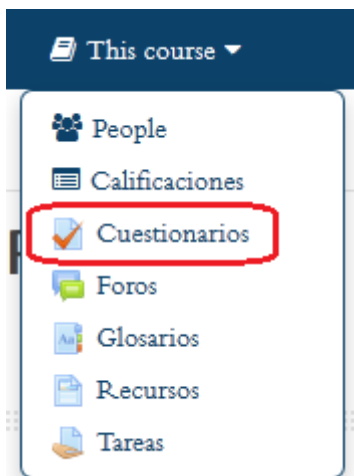 This course
People
Calificaciones
Cuestionarios
Foros
Glosarios
Recursos
Tareas